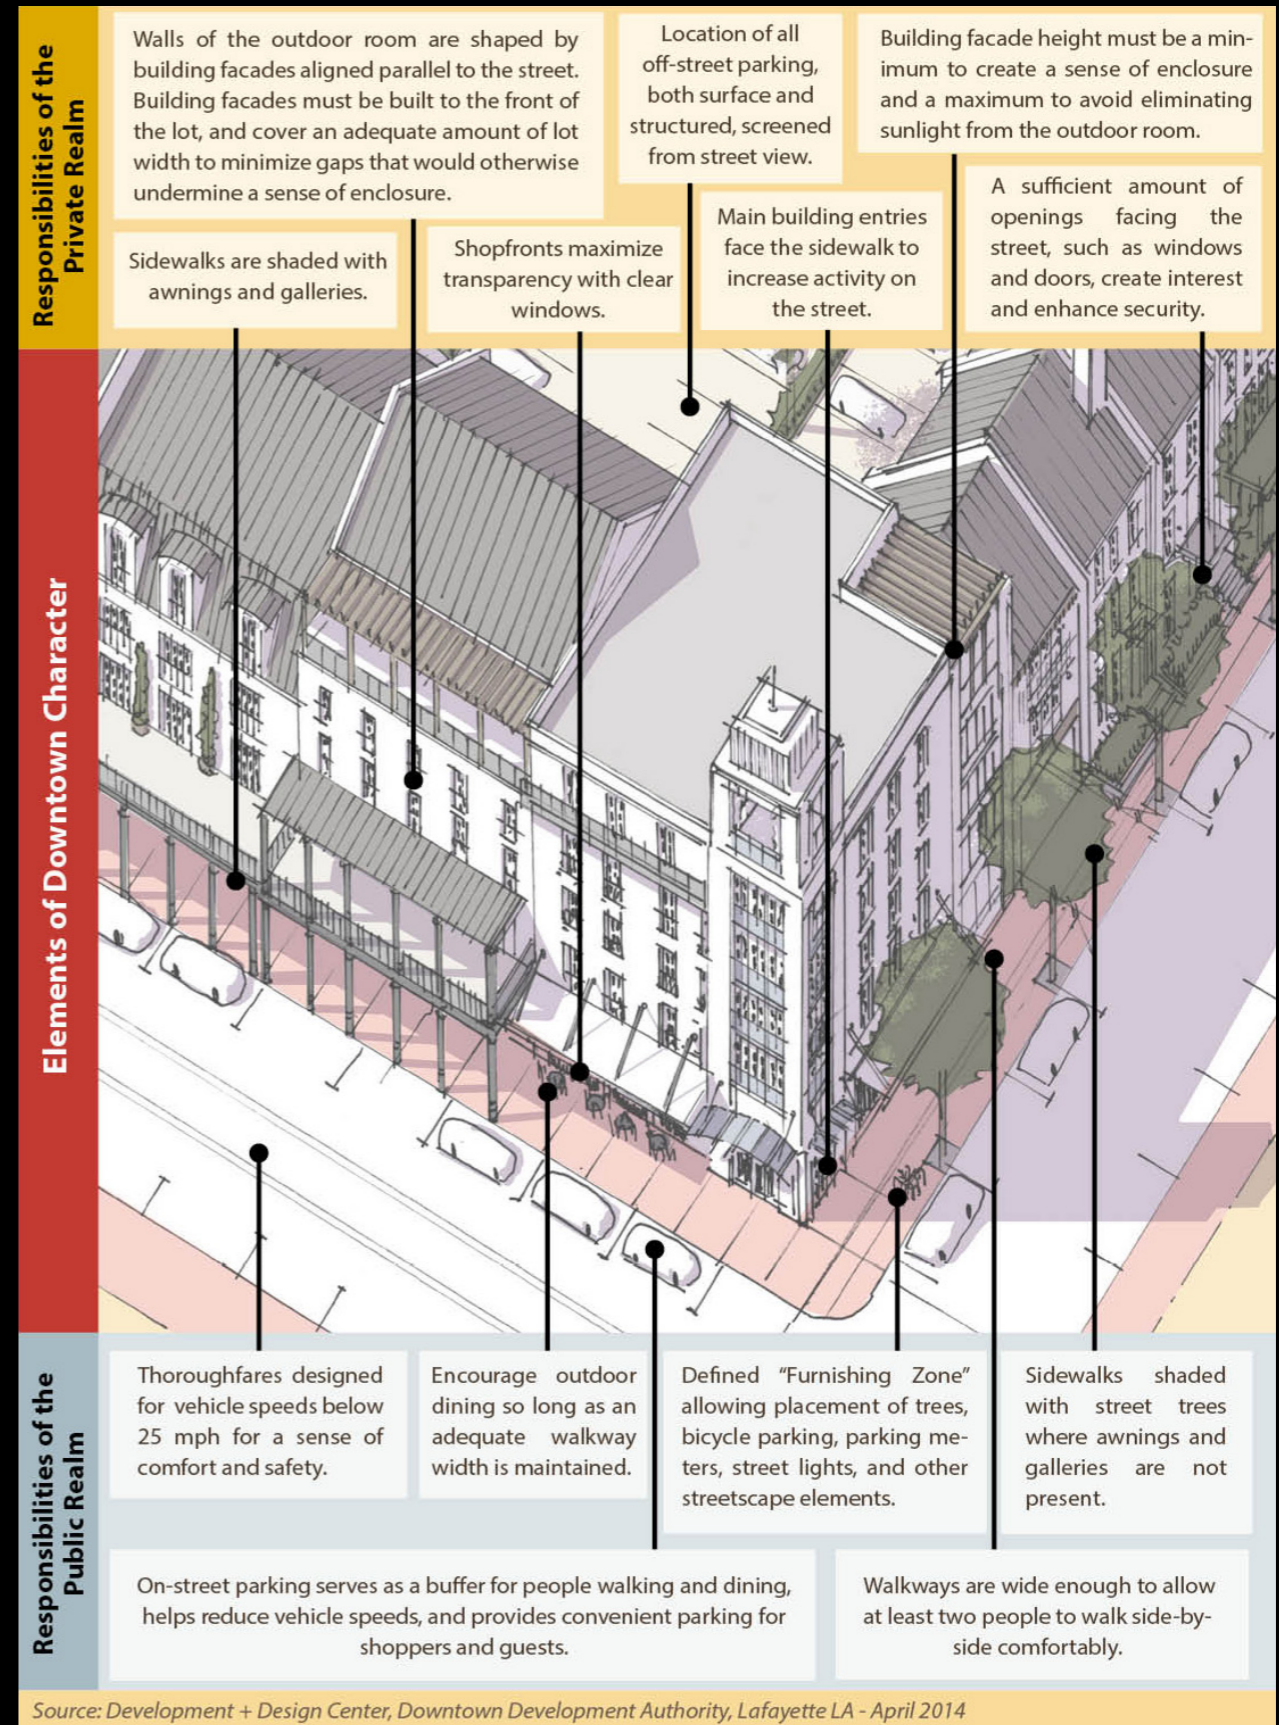 Responsibilities of the
Private Realm
Walls of the outdoor room are shaped by
building facades aligned parallel to the street.
Building facades must be built to the front of
the lot, and cover an adequate amount of lot
width to minimize gaps that would otherwise
undermine a sense of enclosure.
Location of all
off-street parking,
both surface and
structured, screened
from street view.
Building facade height must be a min-
imum to create a sense of enclosure
and a maximum to avoid eliminating
sunlight from the outdoor room.
Sidewalks are shaded with
awnings and galleries.
Shopfronts maximize
transparency with clear
windows.
Main building entries
face the sidewalk to
increase activity on
the street.
A sufficient amount of
openings facing the
street, such as windows
and doors, create interest
and enhance security.
Elements of Downtown Character
Responsibilities of the
Public Realm
Thoroughfares designed
for vehicle speeds below
25 mph for a sense of
comfort and safety.
Encourage outdoor
dining so long as an
adequate walkway
width is maintained.
Defined “Furnishing Zone”
allowing placement of trees,
bicycle parking, parking me-
ters, street lights, and other
streetscape elements.
Sidewalks shaded
with street trees
where awnings and
galleries are not
present.
On-street parking serves as a buffer for people walking and dining,
helps reduce vehicle speeds, and provides convenient parking for
shoppers and guests.
Walkways are wide enough to allow
at least two people to walk side-by-
side comfortably.
Source: Development + Design Center, Downtown Development Authority, Lafayette LA - April 2014